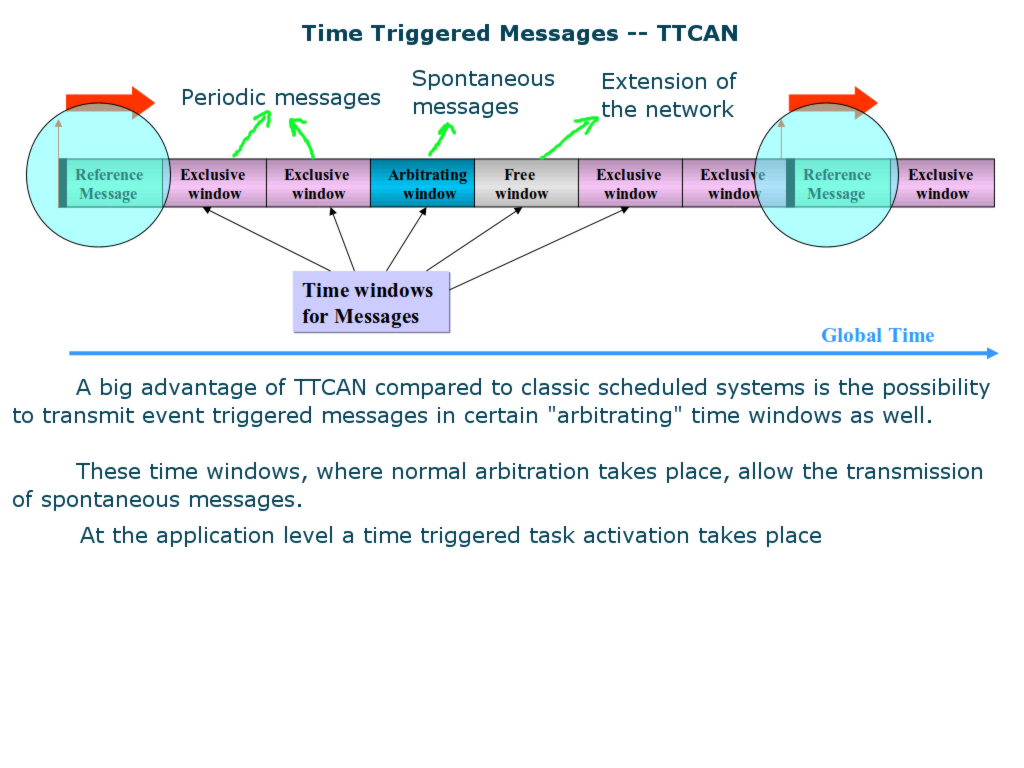 Time Triggered Messages -- TTCAN
Periodic messages
Spontaneous
messages
Extension of
the network
Reference
Message
Exclusive
window
Exclusive
window
Arbitrating
window
Free
window
Exclusive
window
Exclusive
window
Reference
Message
Exclusive
window
Time windows
for Messages
Global Time
A big advantage of TTCAN compared to classic scheduled systems is the possibility
to transmit event triggered messages in certain "arbitrating" time windows as well.
These time windows, where normal arbitration takes place, allow the transmission
of spontaneous messages.
At the application level a time triggered task activation takes place